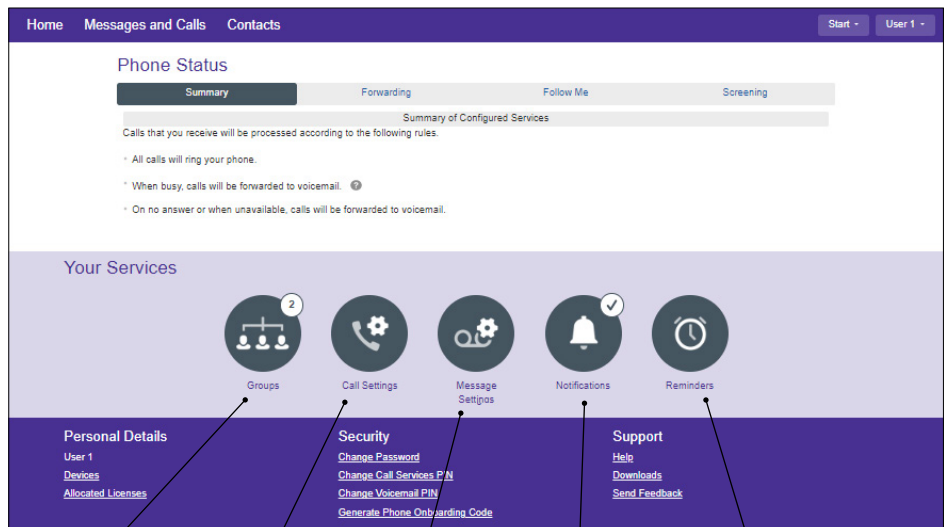 Home Messages and Calls Contacts Start User 1
Phone Status
Summary Forwarding Follow Me Screening
Summary of Configured Services
Calls that you receive will be processed according to the following rules.
All calls will ring your phone.
When busy, calls will be forwarded to voicemail. ?
On no answer or when unavailable, calls will be forwarded to voicemail.
Your Services
2
Groups Call Settings Message Settings Notifications Reminders
Personal Details Security Support
User 1 Change Password Help
Devices Change Call Services PIN Downloads
Allocated Licenses Change Voicemail PIN Send Feedback
Generate Phone Onboarding Code